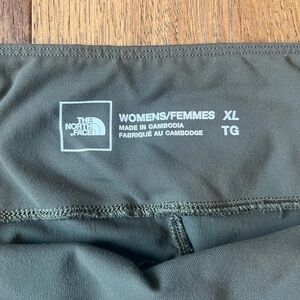 THE
NORTH
FACE
WOMENS/FEMMES XL
MADE IN CAMBODIA
FABRIQUÉ AU CAMBODGE
TG